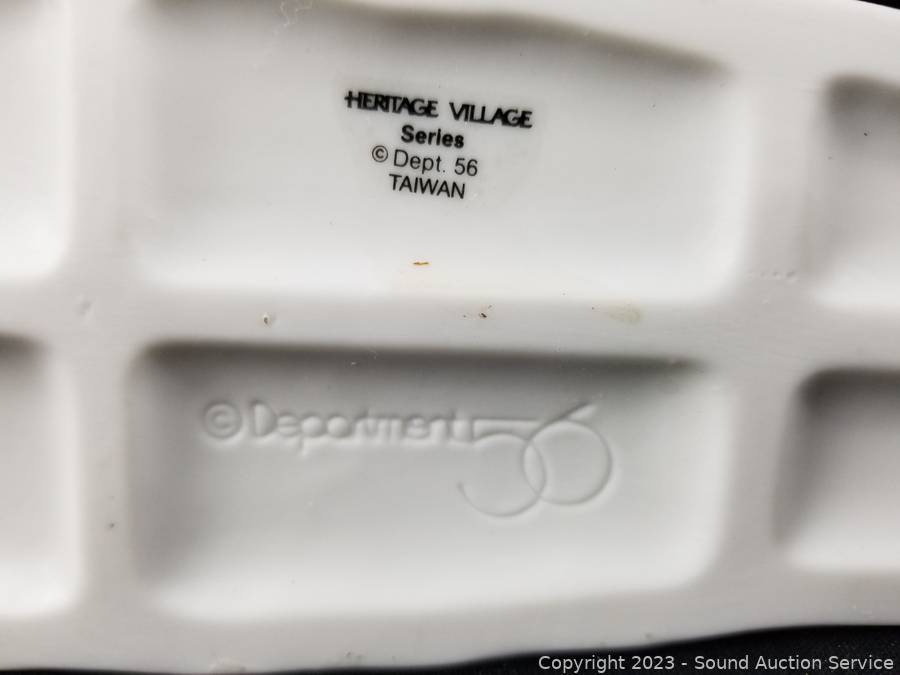 HERITAGE VILLAGE
Series
© Dept. 56
TAIWAN
© Department 56
Copyright 2023 - Sound Auction Service